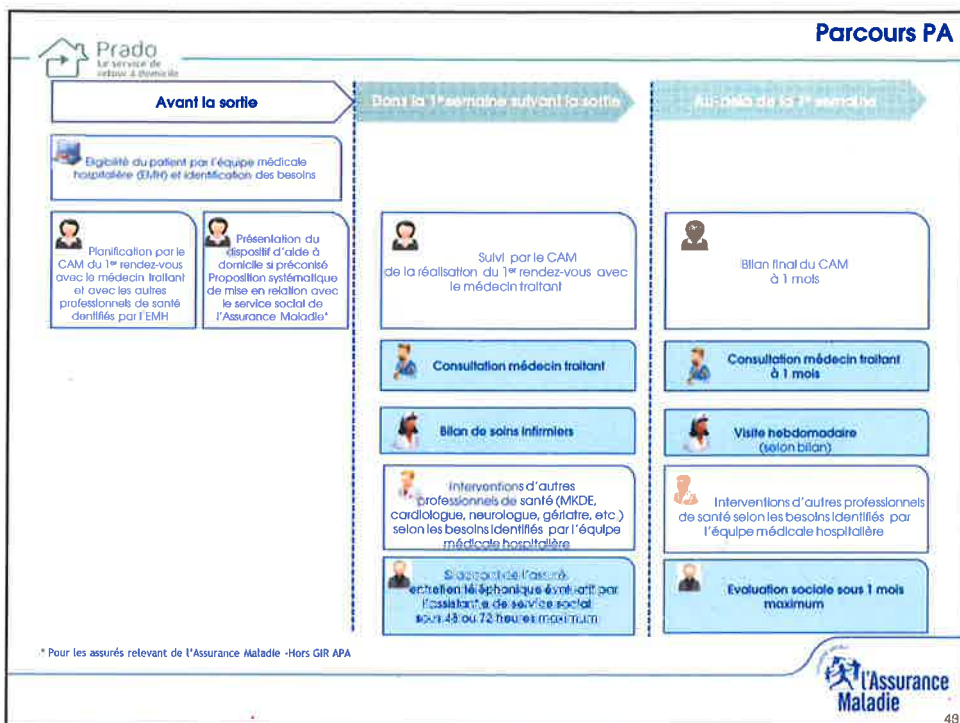 Parcours PA
Prado
Le service de
retour à domicile
Avant la sortie
Dans la 1e semaine suivant la sortie
Au-delà de la 1e semaine
Eligibilité du patient par l'équipe médicale
hospitalière (EMH) et identification des besoins
Planification par le
CAM du 1er rendez-vous
avec le médecin traitant
et avec les autres
professionnels de santé
dentifiés par l'EMH
Présentation du
dispositif d'aide à
domicile si préconisé
Proposition systématique
de mise en relation avec
le service social de
l'Assurance Maladie*
Suivi par le CAM
de la réalisation du 1er rendez-vous avec
le médecin traitant
Bilan final du CAM
à 1 mois
Consultation médecin traitant
Consultation médecin traitant
à 1 mois
Bilan de soins infirmiers
Visite hebdomadaire
(selon bilan)
Interventions d'autres
professionnels de santé (MKDE,
cardiologue, neurologue, gériatre, etc.)
selon les besoins identifiés par l'équipe
médicale hospitalière
Interventions d'autres professionnels
de santé selon les besoins identifiés par
l'équipe médicale hospitalière
Si accord de l'assuré,
entretien téléphonique évaluatif par
l'assistant.e de service social
sous 48 ou 72 heures maximum
Evaluation sociale sous 1 mois
maximum
* Pour les assurés relevant de l'Assurance Maladie -Hors GIR APA
l'Assurance
Maladie
49